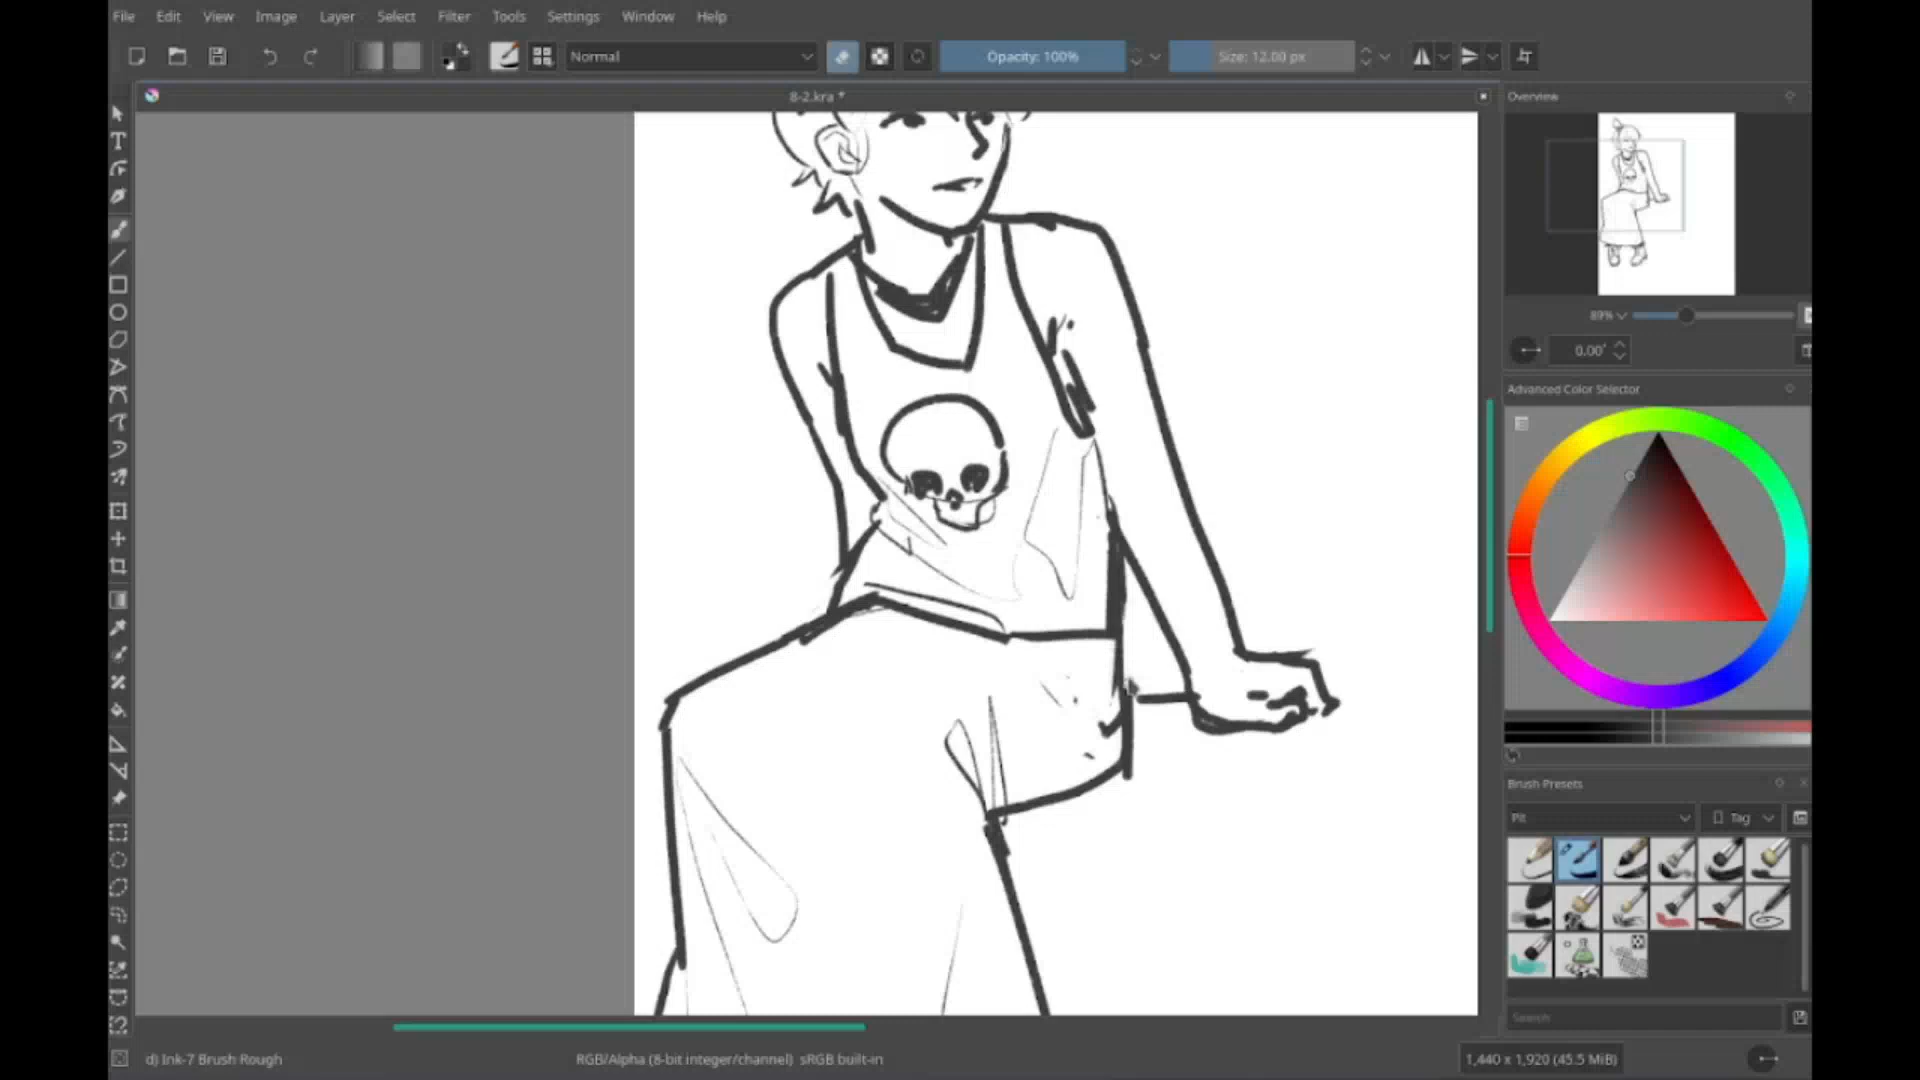 File Edit View Image Layer Select Filter Tools Settings Window Help
Normal
Opacity: 100%
Size: 12.00 px
8-2.kra *
Overview
89%
0.00°
Advanced Color Selector
Brush Presets
Pit
Tag
Search
d) Ink-7 Brush Rough
RGB/Alpha (8-bit integer/channel) sRGB built-in
1,440 x 1,920 (45.5 MiB)